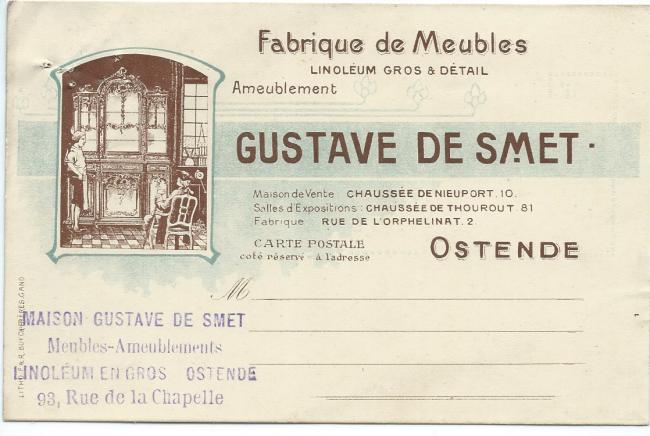 Fabrique de Meubles
LINOLÉUM GROS & DÉTAIL
Ameublement
GUSTAVE DE SMET.
Maison de Vente: CHAUSSÉE DE NIEUPORT. 10.
Salles d'Expositions: CHAUSSÉE DE THOUROUT 81
Fabrique RUE DE L'ORPHELINAT. 2.
CARTE POSTALE
coté réservé à l'adresse
OSTENDE
M
MAISON GUSTAVE DE SMET
Meubles-Ameublements
LINOLÉUM EN GROS OSTENDE
93, Rue de la Chapelle
GAND